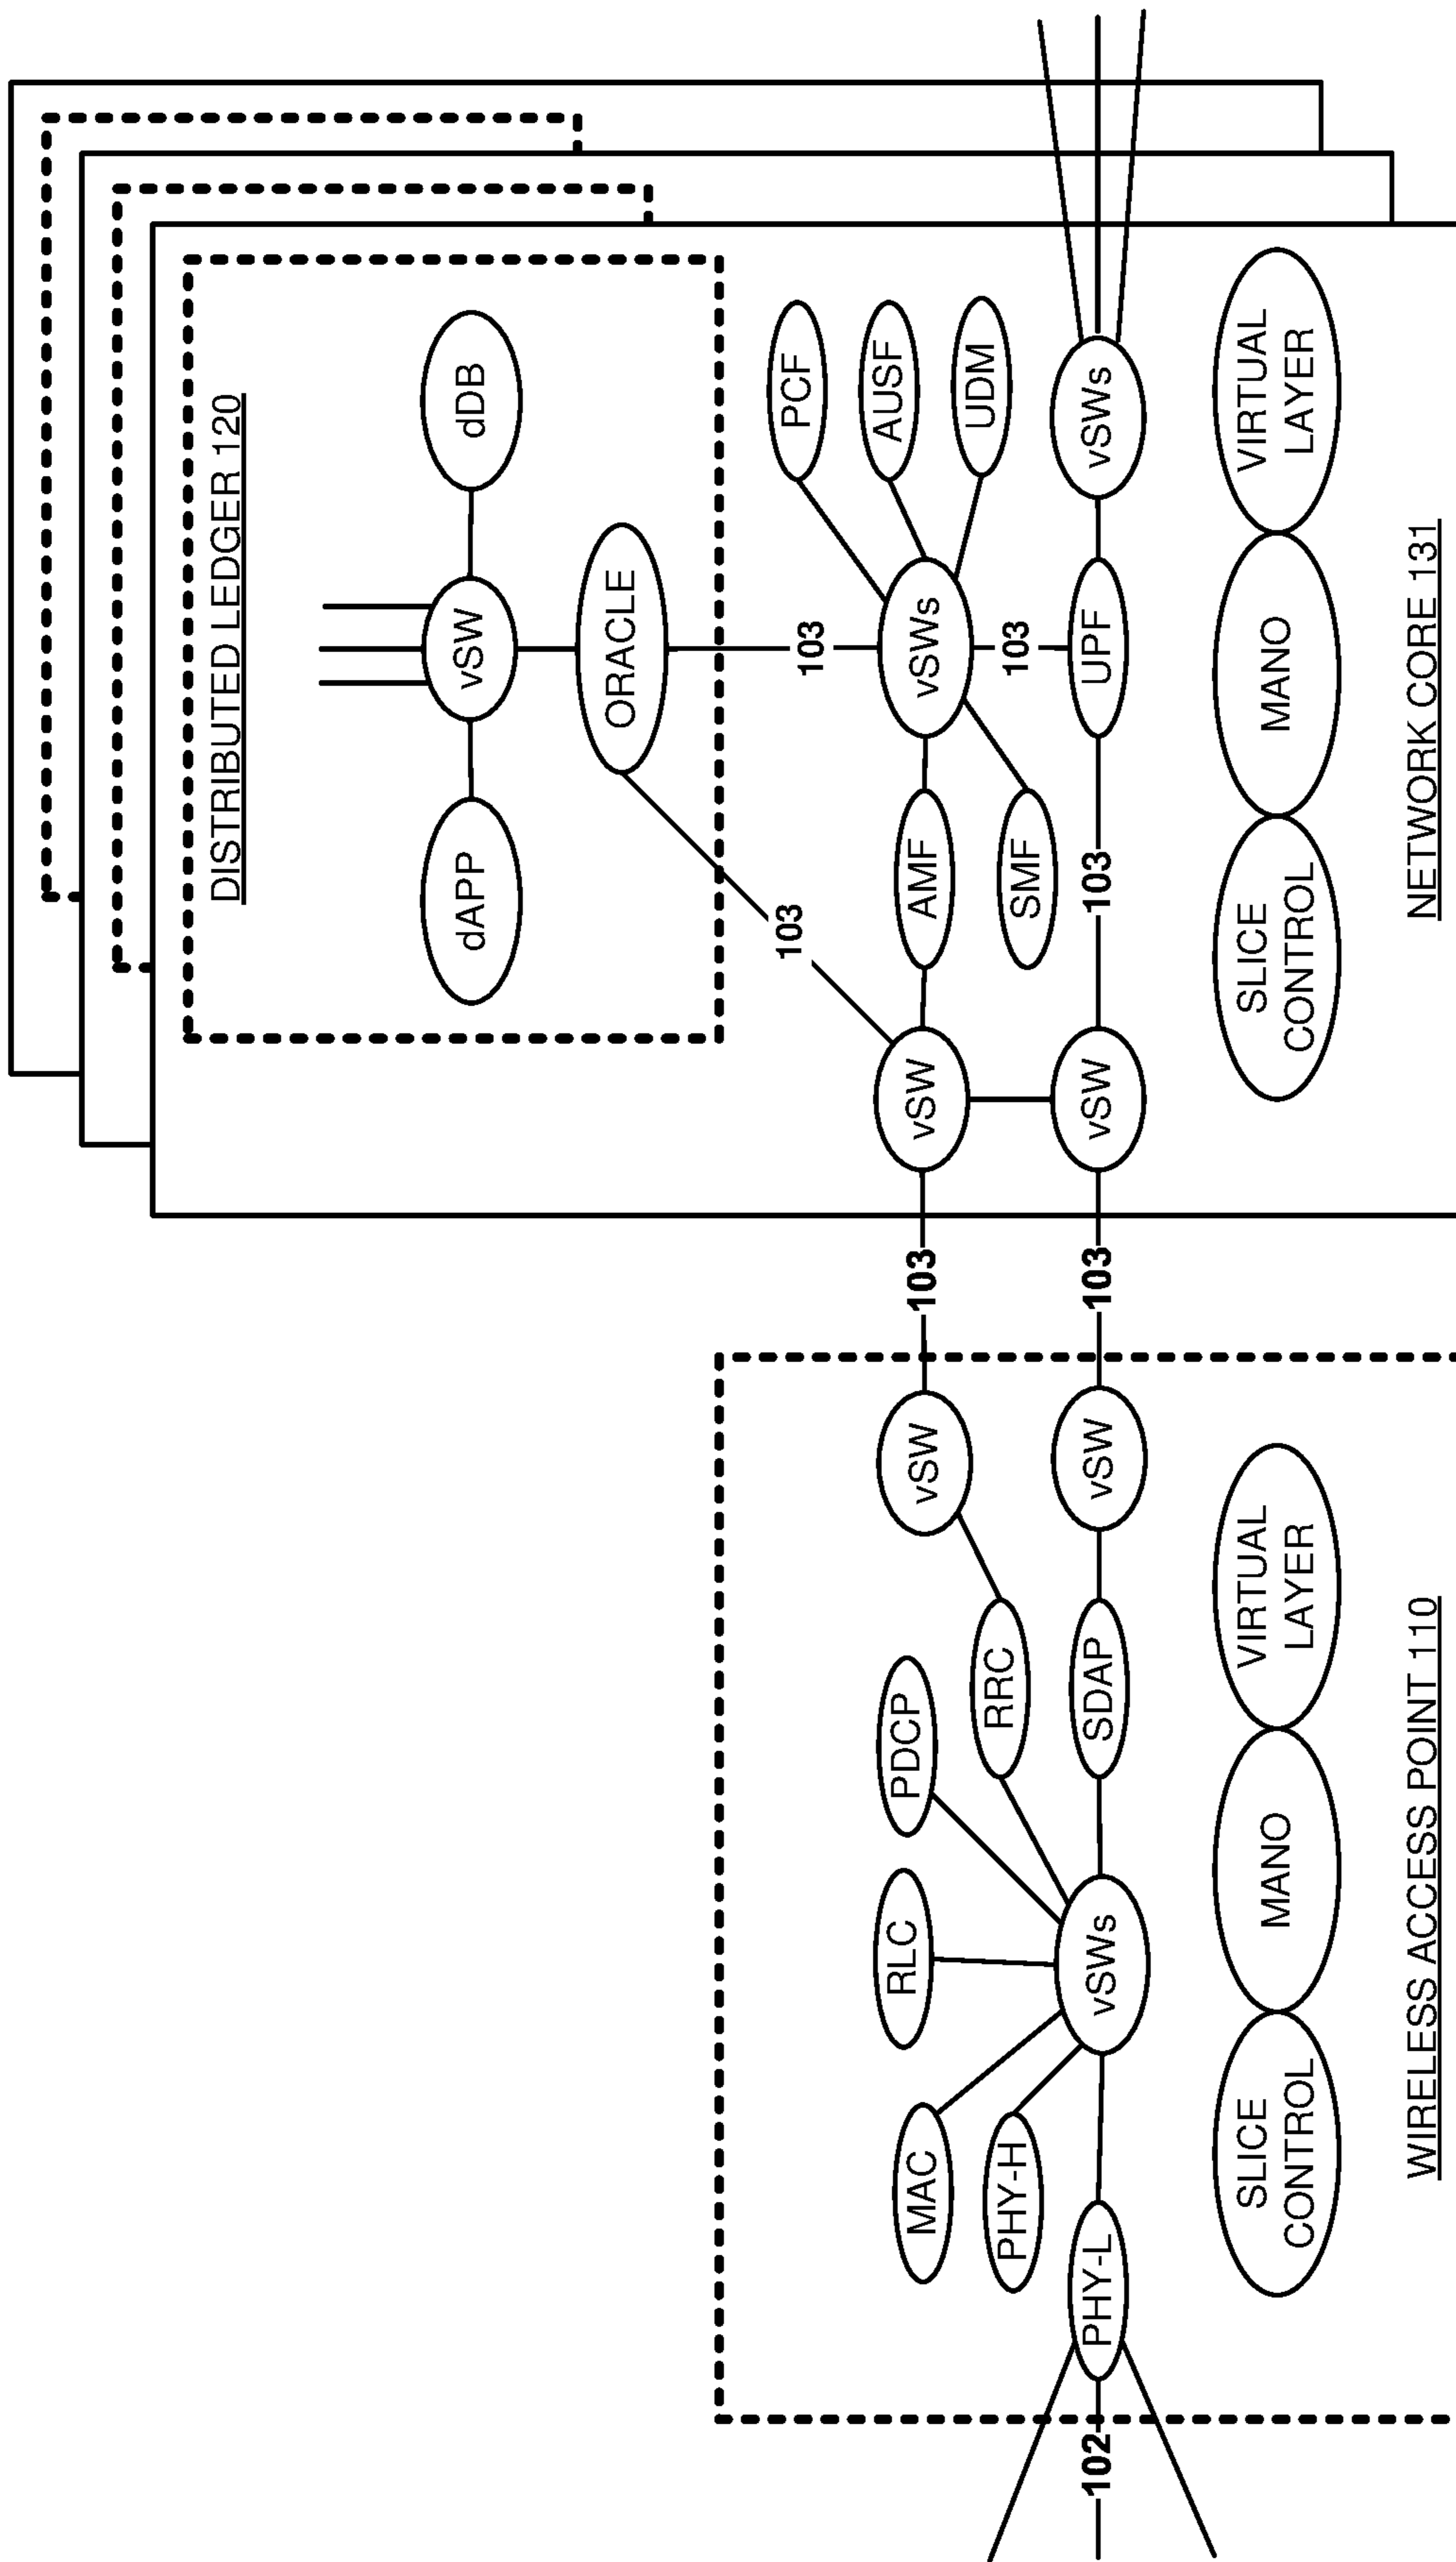 DISTRIBUTED LEDGER 120
dAPP
vSW
dDB
ORACLE
103
103
PCF
AUSF
UDM
vSW
AMF
vSWs
SMF
103
vSW
103
UPF
vSWs
SLICE
CONTROL
MANO
VIRTUAL
LAYER
NETWORK CORE 131
103
103
MAC
RLC
PDCP
vSW
PHY-H
RRC
102
PHY-L
vSWs
SDAP
vSW
SLICE
CONTROL
MANO
VIRTUAL
LAYER
WIRELESS ACCESS POINT 110